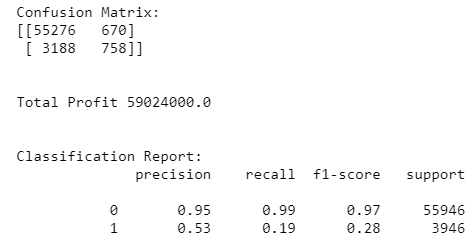 Confusion Matrix:
[[55276   670]
 [ 3188   758]]
Total Profit 59024000.0
Classification Report:
precision    recall  f1-score   support
0       0.95      0.99      0.97     55946
1       0.53      0.19      0.28      3946